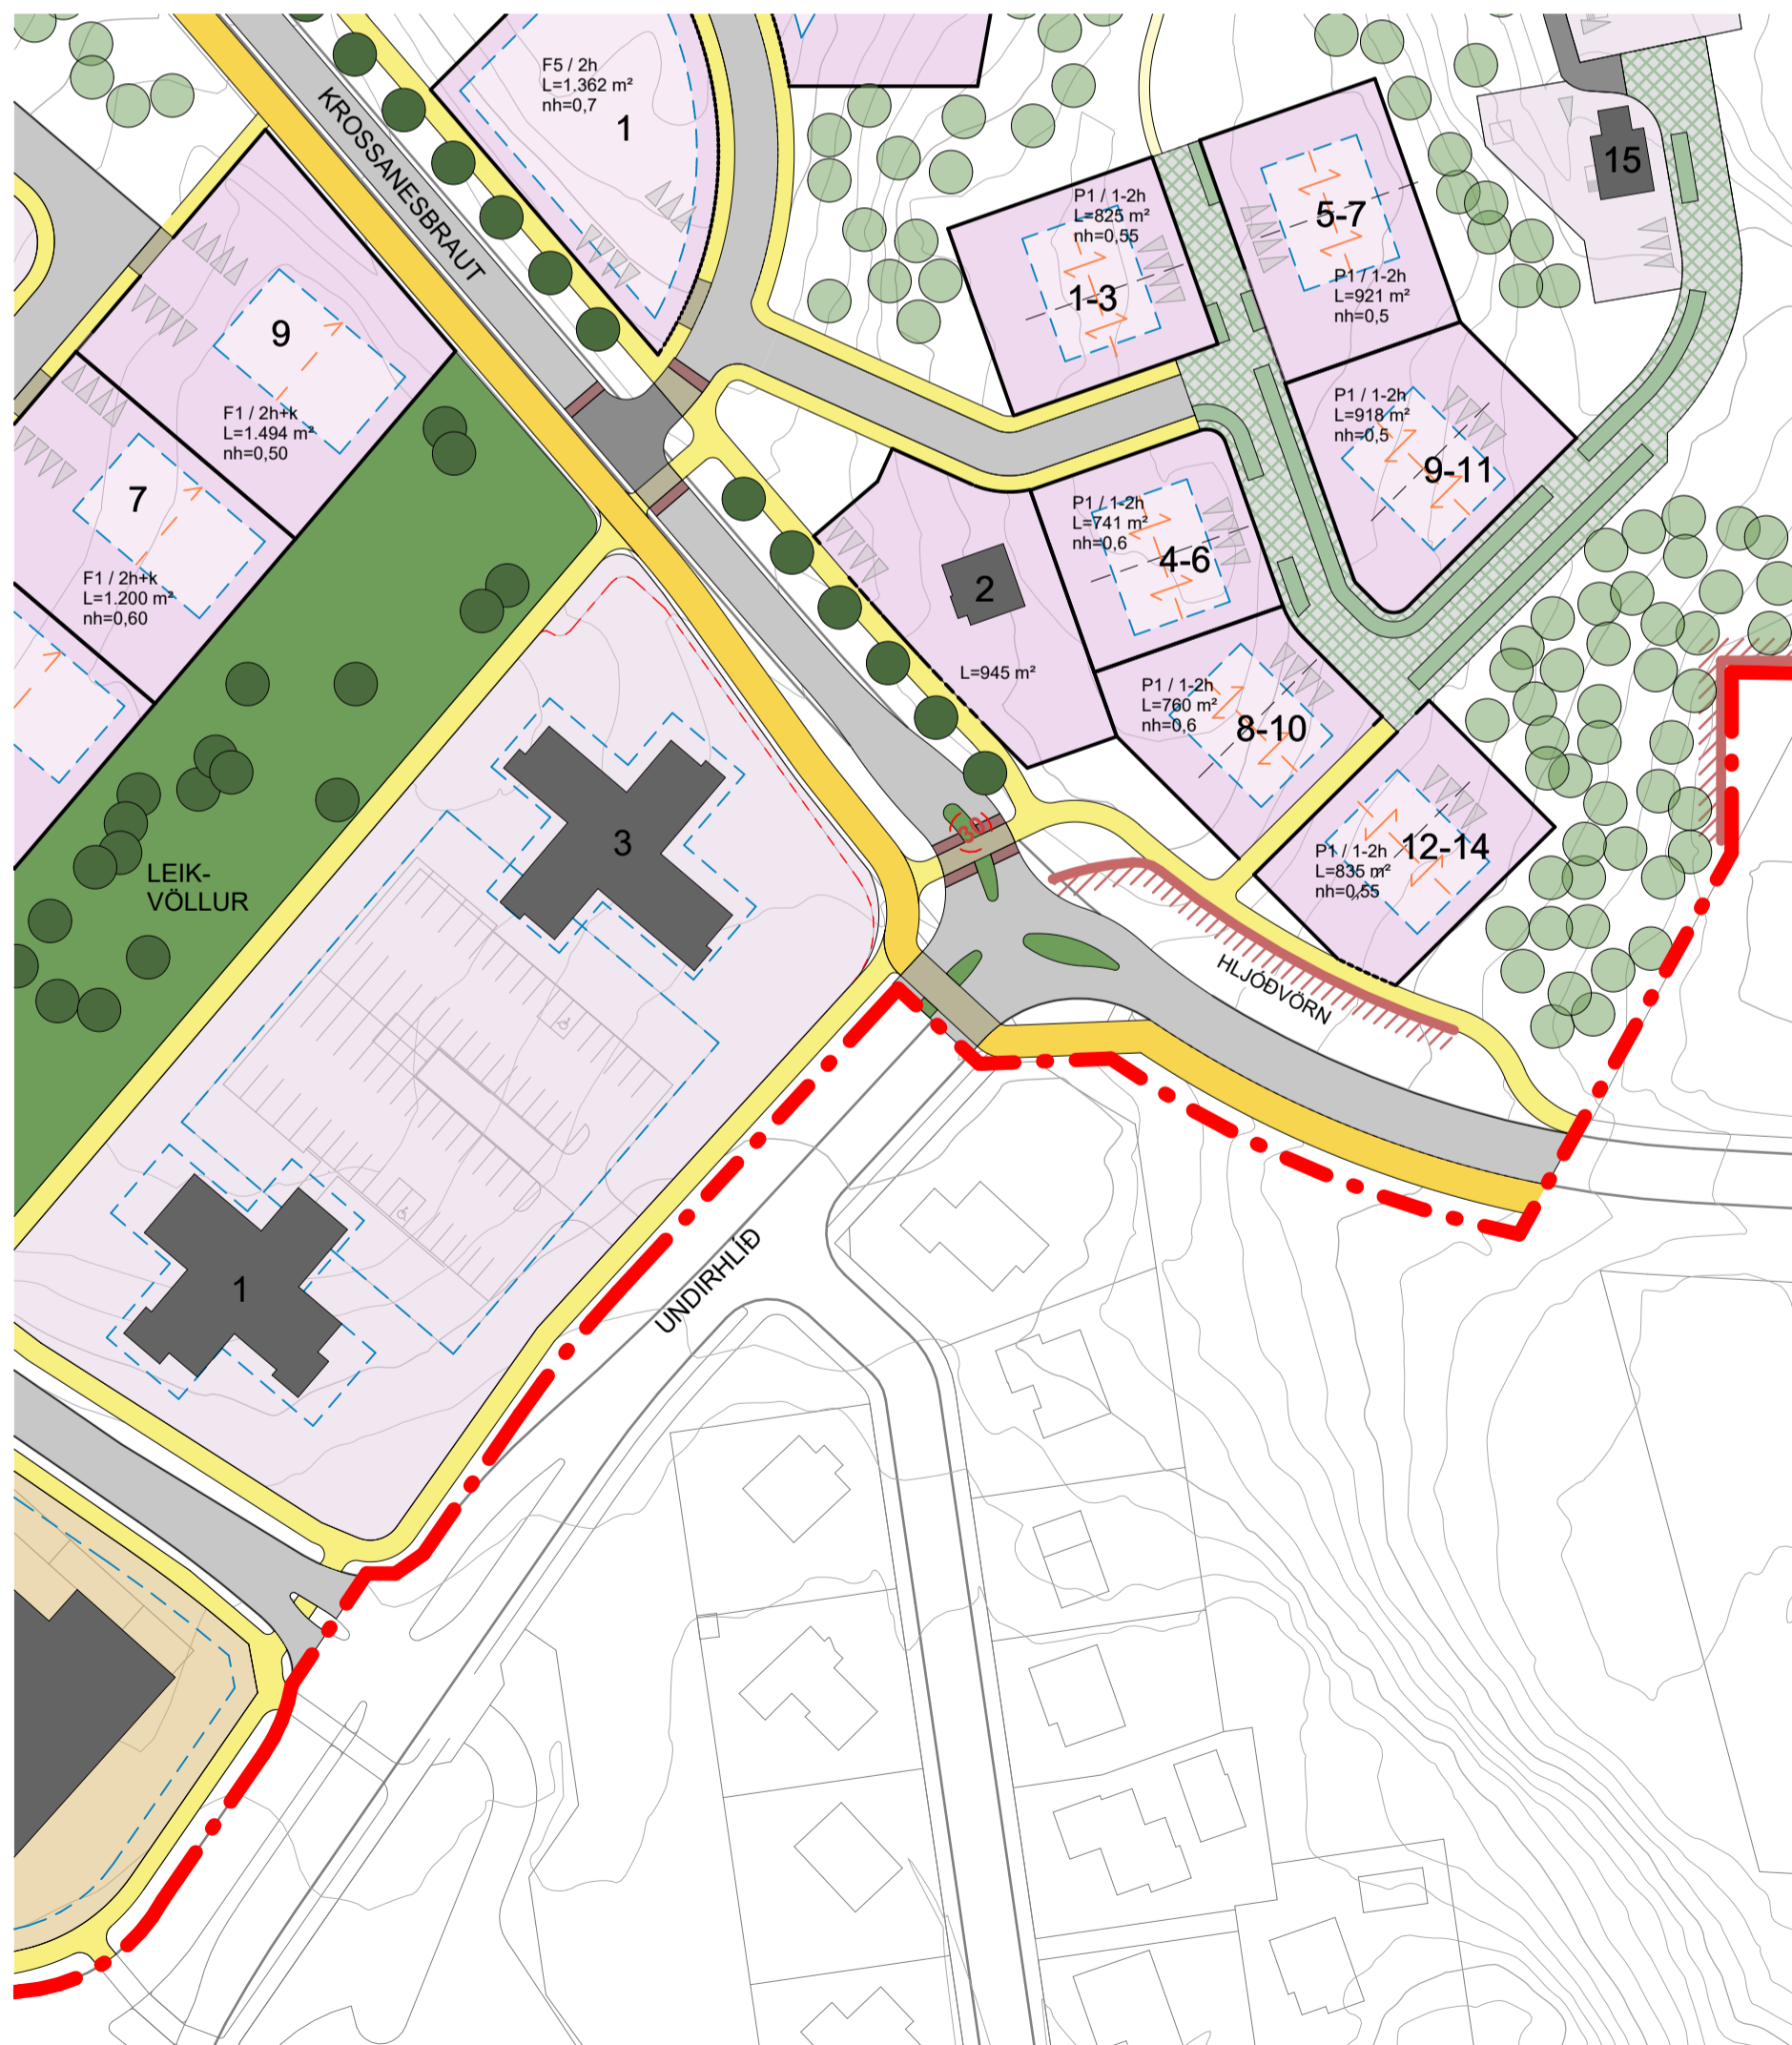 F5 / 2h
L=1.362 m²
nh=0,7
1
KROSSANESBRAUT
15
P1 / 1-2h
L=825 m²
nh=0,55
1-3
5-7
P1 / 1-2h
L=921 m²
nh=0,5
9
F1 / 2h+k
L=1.494 m²
nh=0,50
P1 / 1-2h
L=918 m²
nh=0,5
9-11
7
F1 / 2h+k
L=1.200 m²
nh=0,60
P1 / 1-2h
L=741 m²
nh=0,6
4-6
2
L=945 m²
P1 / 1-2h
L=760 m²
nh=0,6
8-10
30
3
P1 / 1-2h
L=835 m²
nh=0,55
12-14
LEIK-
VÖLLUR
HLJÓÐVÖRN
1
UNDIRHLÍÐ